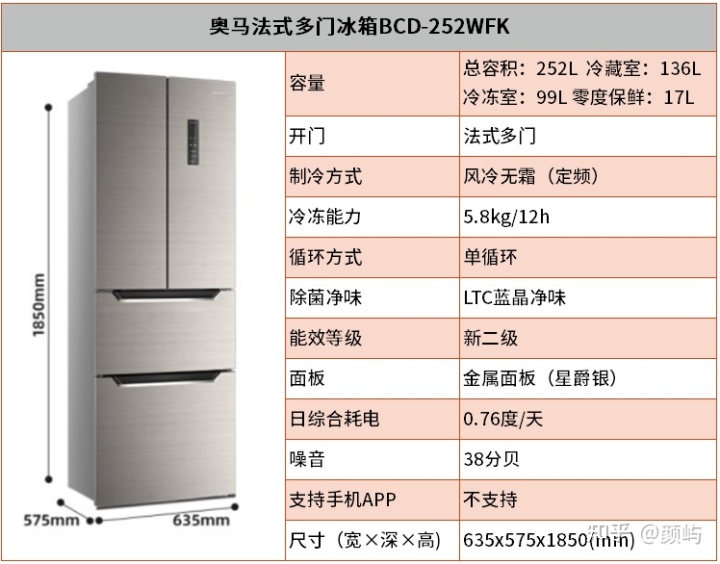 奥马法式多门冰箱BCD-252WFK
容量
总容积：252L 冷藏室：136L
冷冻室：99L 零度保鲜：17L
开门
法式多门
制冷方式
风冷无霜（定频）
冷冻能力
5.8kg/12h
循环方式
单循环
除菌净味
LTC蓝晶净味
能效等级
新二级
面板
金属面板（星爵银）
日综合耗电
0.76度/天
噪音
38分贝
支持手机APP
不支持
尺寸（宽×深×高)
635x575x1850(mm)
1850mm
575mm
635mm
知乎 @颜屿